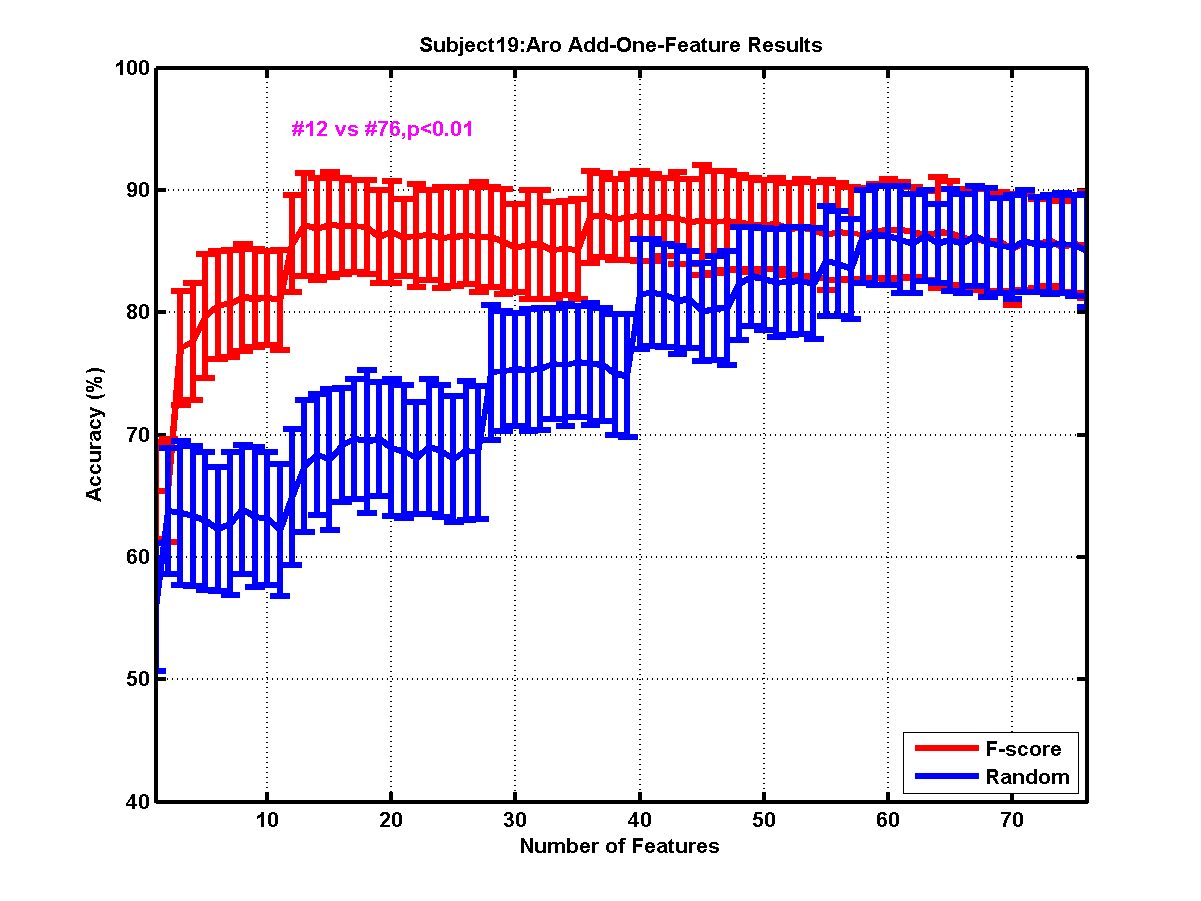 Subject19:Aro Add-One-Feature Results
100
90
80
70
60
50
40
Accuracy (%)
#12 vs #76,p<0.01
F-score
Random
10 20 30 40 50 60 70
Number of Features